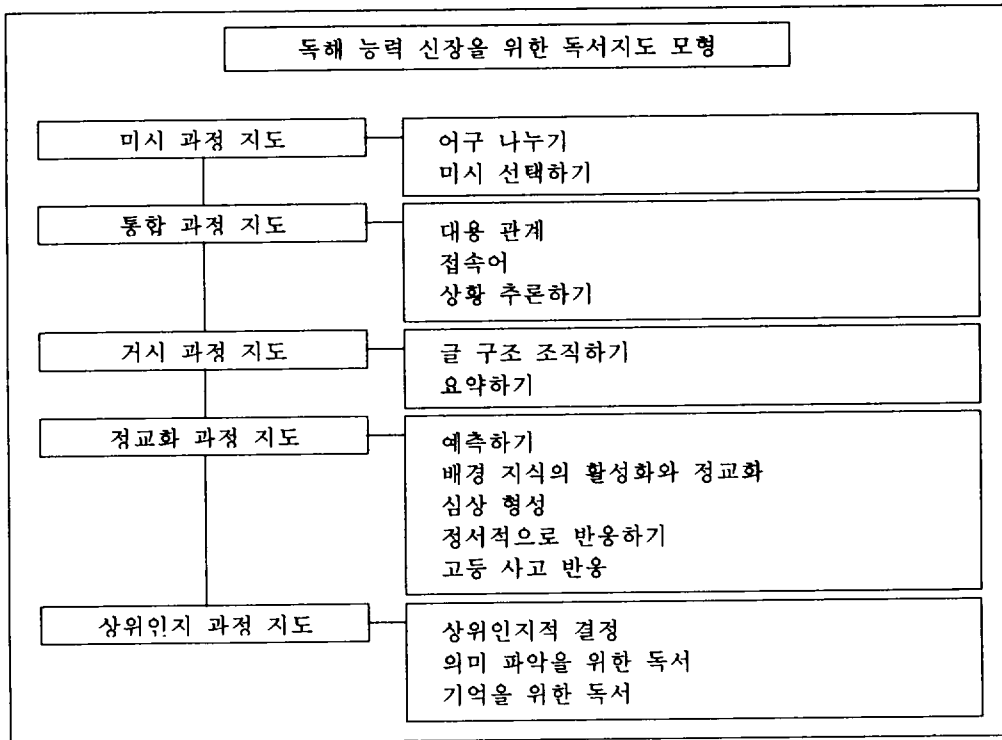 독해 능력 신장을 위한 독서지도 모형
미시 과정 지도
어구 나누기
미시 선택하기
통합 과정 지도
대용 관계
접속어
상황 추론하기
거시 과정 지도
글 구조 조직하기
요약하기
정교화 과정 지도
예측하기
배경 지식의 활성화와 정교화
심상 형성
정서적으로 반응하기
고등 사고 반응
상위인지 과정 지도
상위인지적 결정
의미 파악을 위한 독서
기억을 위한 독서